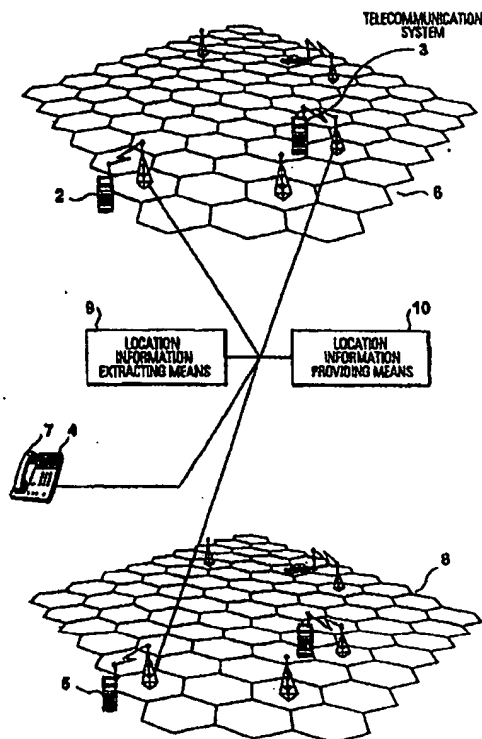 TELECOMMUNICATION
SYSTEM
3
2
6
9
10
LOCATION
INFORMATION
EXTRACTING MEANS
LOCATION
INFORMATION
PROVIDING MEANS
7
4
8
5